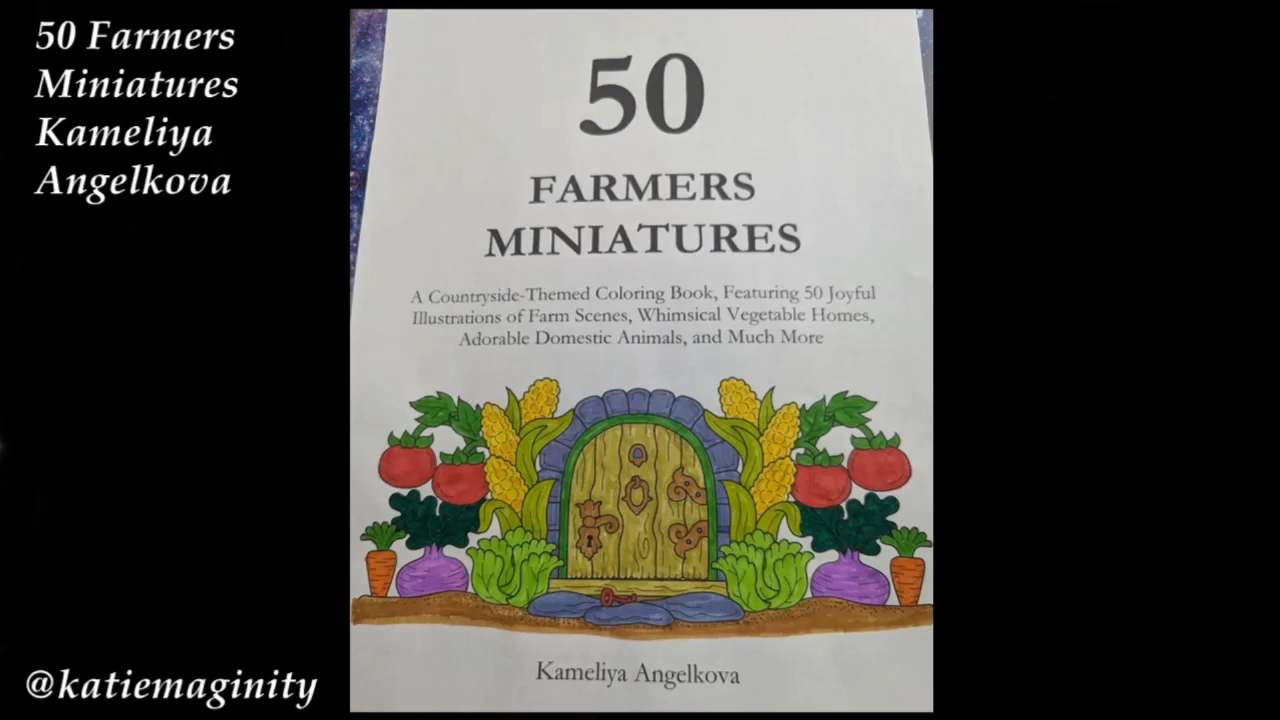 50 Farmers
Miniatures
Kameliya
Angelkova
50
FARMERS
MINIATURES
A Countryside-Themed Coloring Book, Featuring 50 Joyful
Illustrations of Farm Scenes, Whimsical Vegetable Homes,
Adorable Domestic Animals, and Much More
Kameliya Angelkova
@katiemaginity